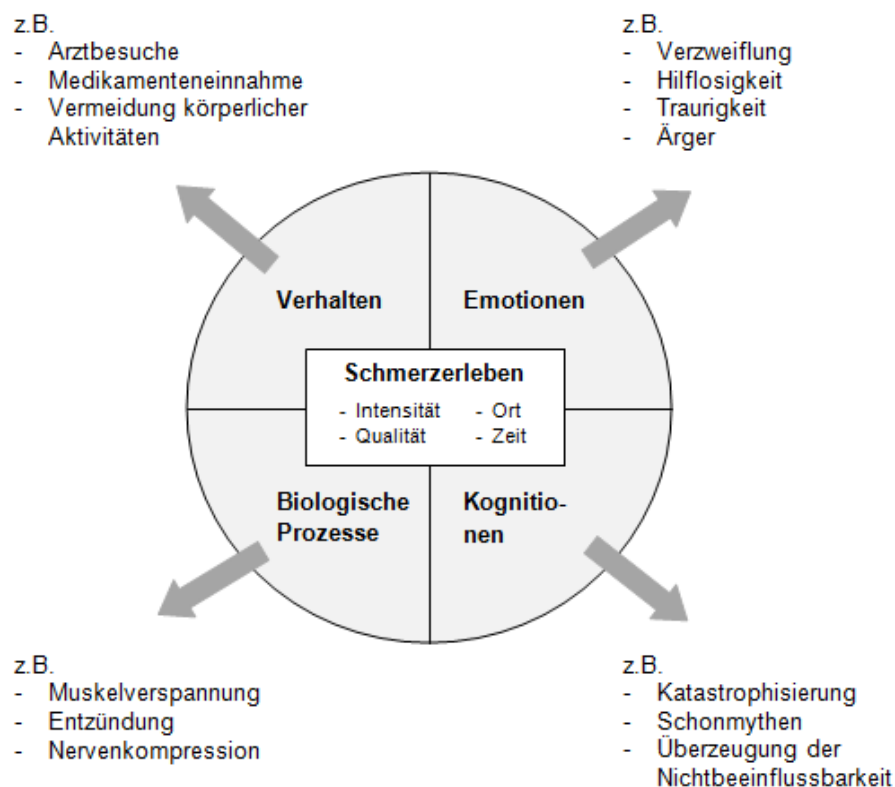 z.B.
- Arztbesuche
- Medikamenteneinnahme
- Vermeidung körperlicher
Aktivitäten
z.B.
- Verzweiflung
- Hilflosigkeit
- Traurigkeit
- Ärger
Verhalten
Emotionen
Schmerzerleben
- Intensität - Ort
- Qualität - Zeit
Biologische
Prozesse
Kognitio-
nen
z.B.
- Muskelverspannung
- Entzündung
- Nervenkompression
z.B.
- Katastrophisierung
- Schonmythen
- Überzeugung der
Nichtbeeinflussbarkeit